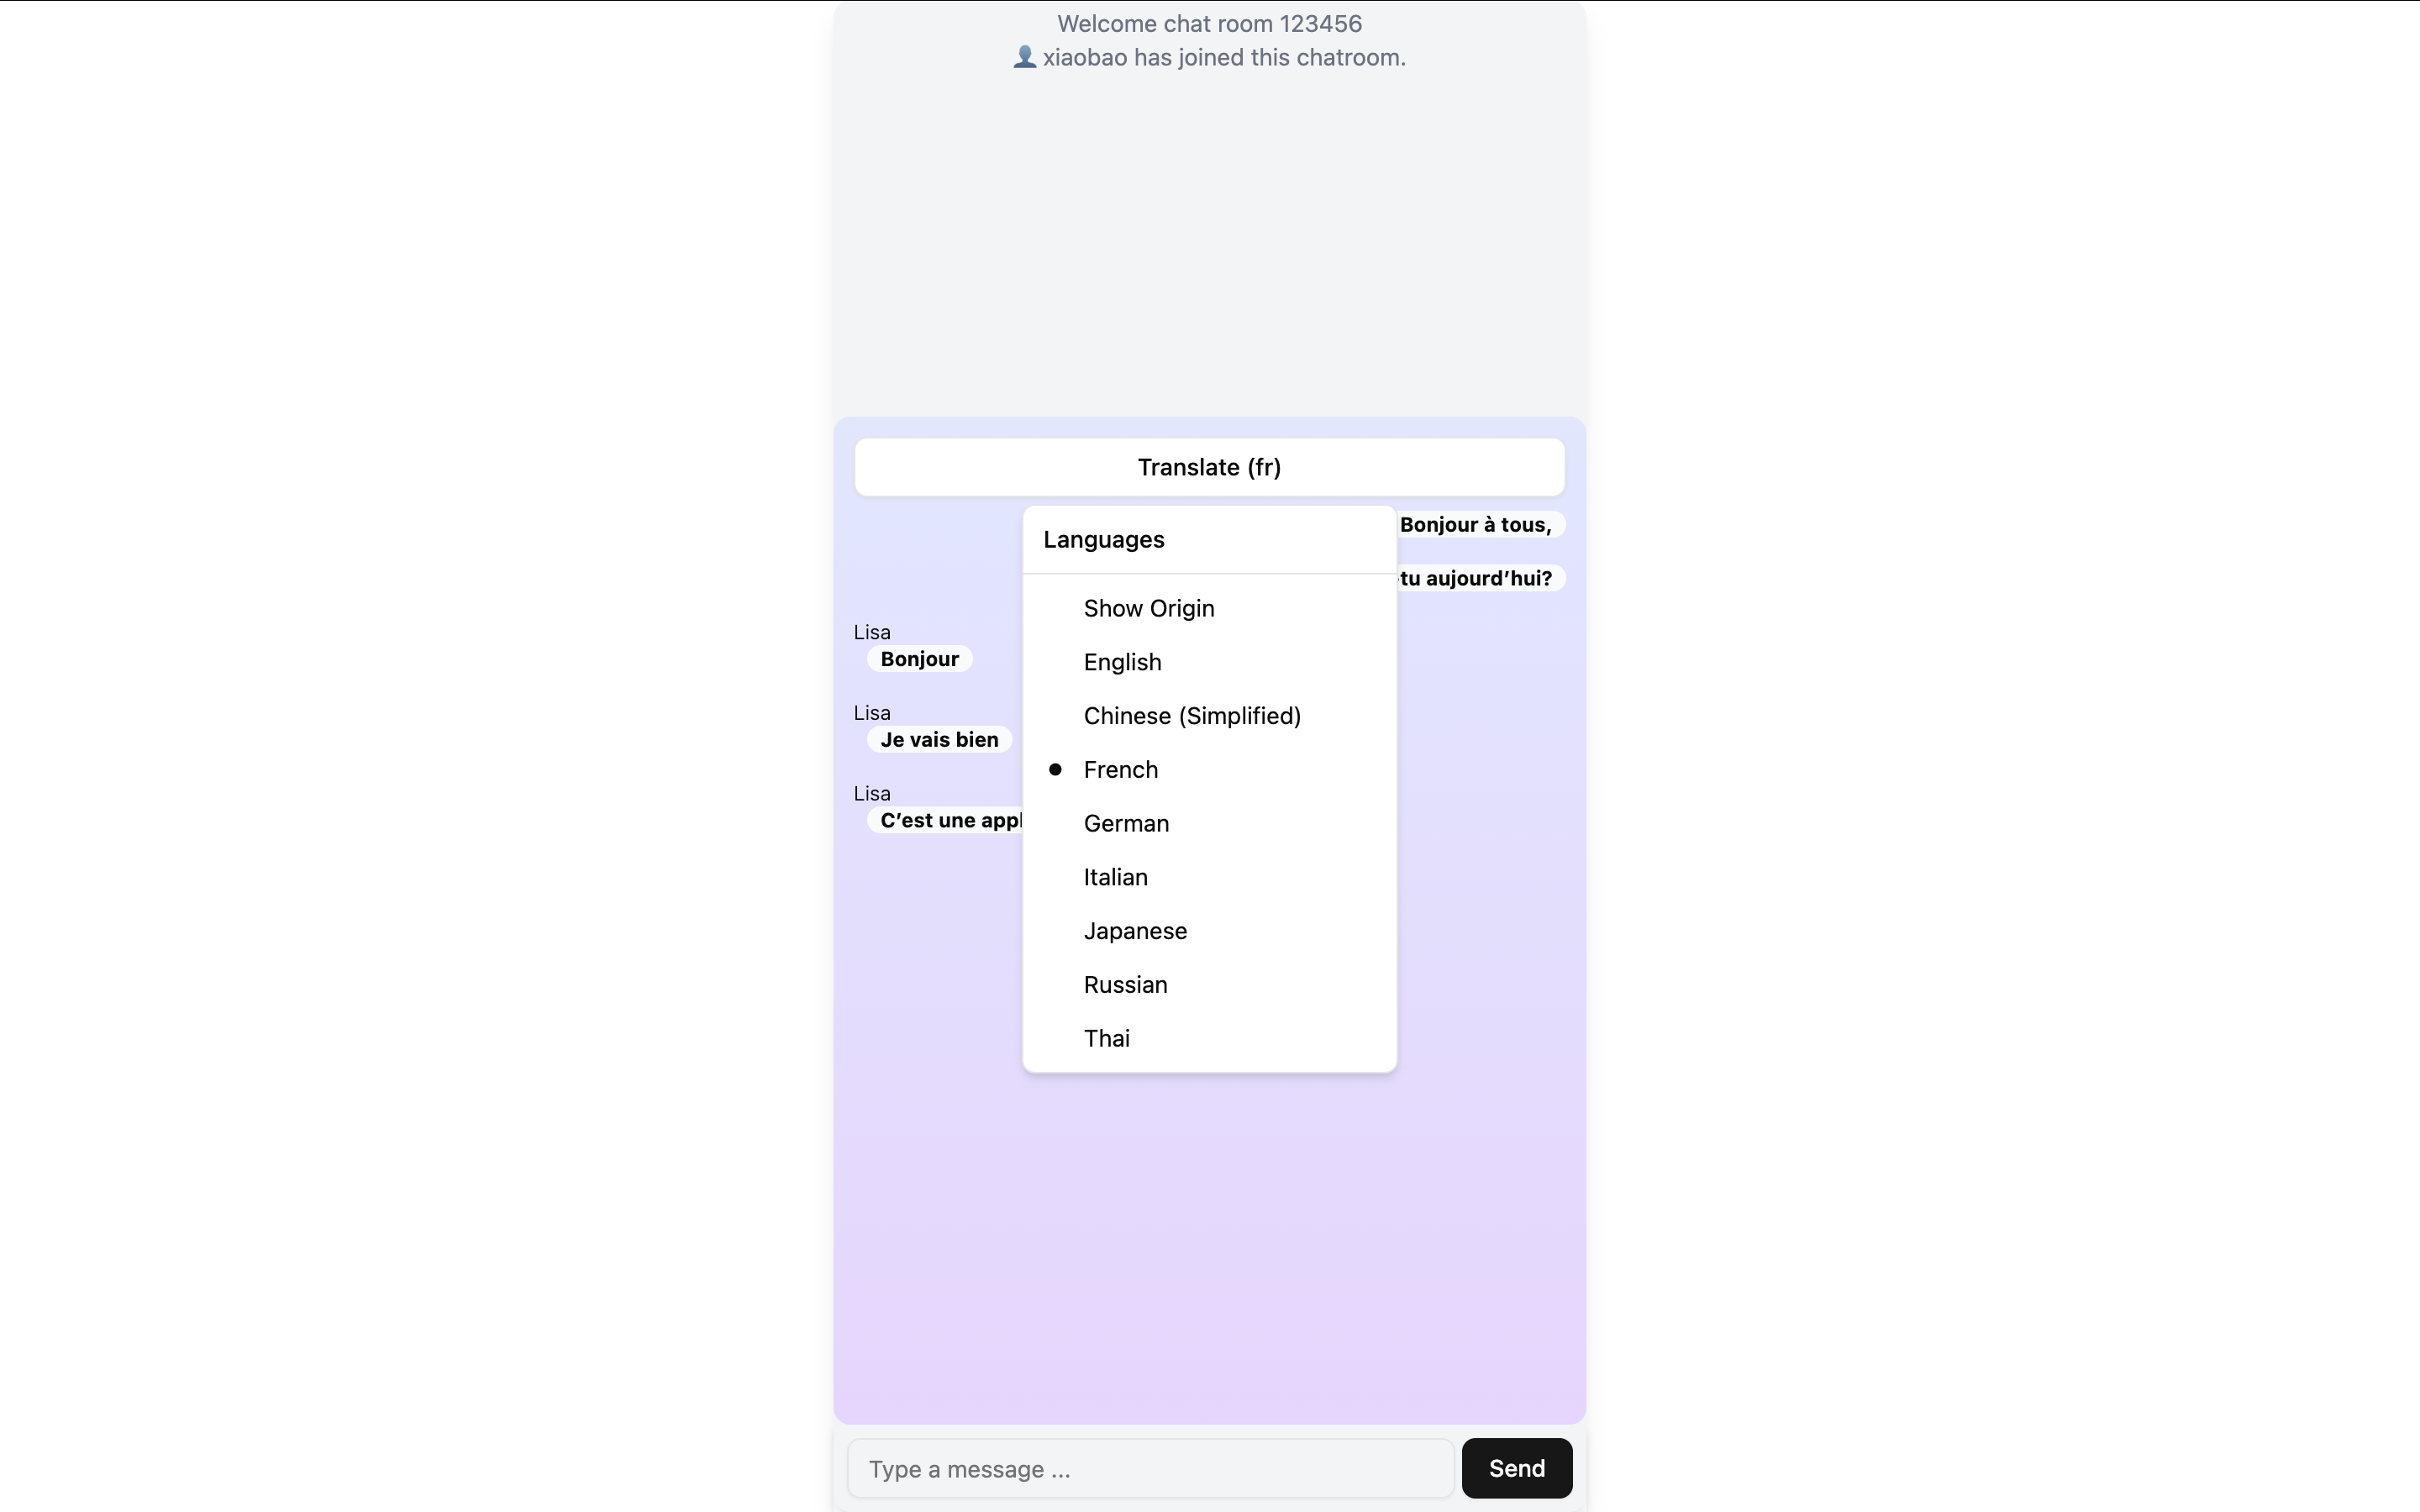 Welcome chat room 123456
xiaobao has joined this chatroom.
Translate (fr)
Bonjour à tous,
tu aujourd’hui?
Languages
Show Origin
English
Chinese (Simplified)
French
German
Italian
Japanese
Russian
Thai
Lisa
Bonjour
Lisa
Je vais bien
Lisa
C’est une appl
Type a message ...
Send